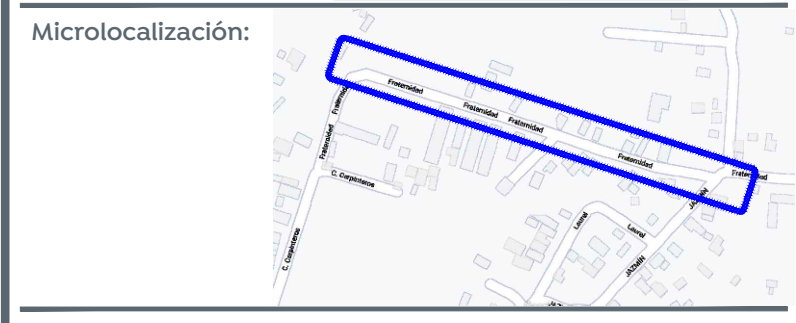 Microlocalización:
Fraternidad
Fraternidad
Fraternidad
Fraternidad
Fraternidad
Fraternidad
Fraternidad
C. Carpinteros
C. Carpinteros
JAZMÍN
Laurel
Laurel
JAZMÍN